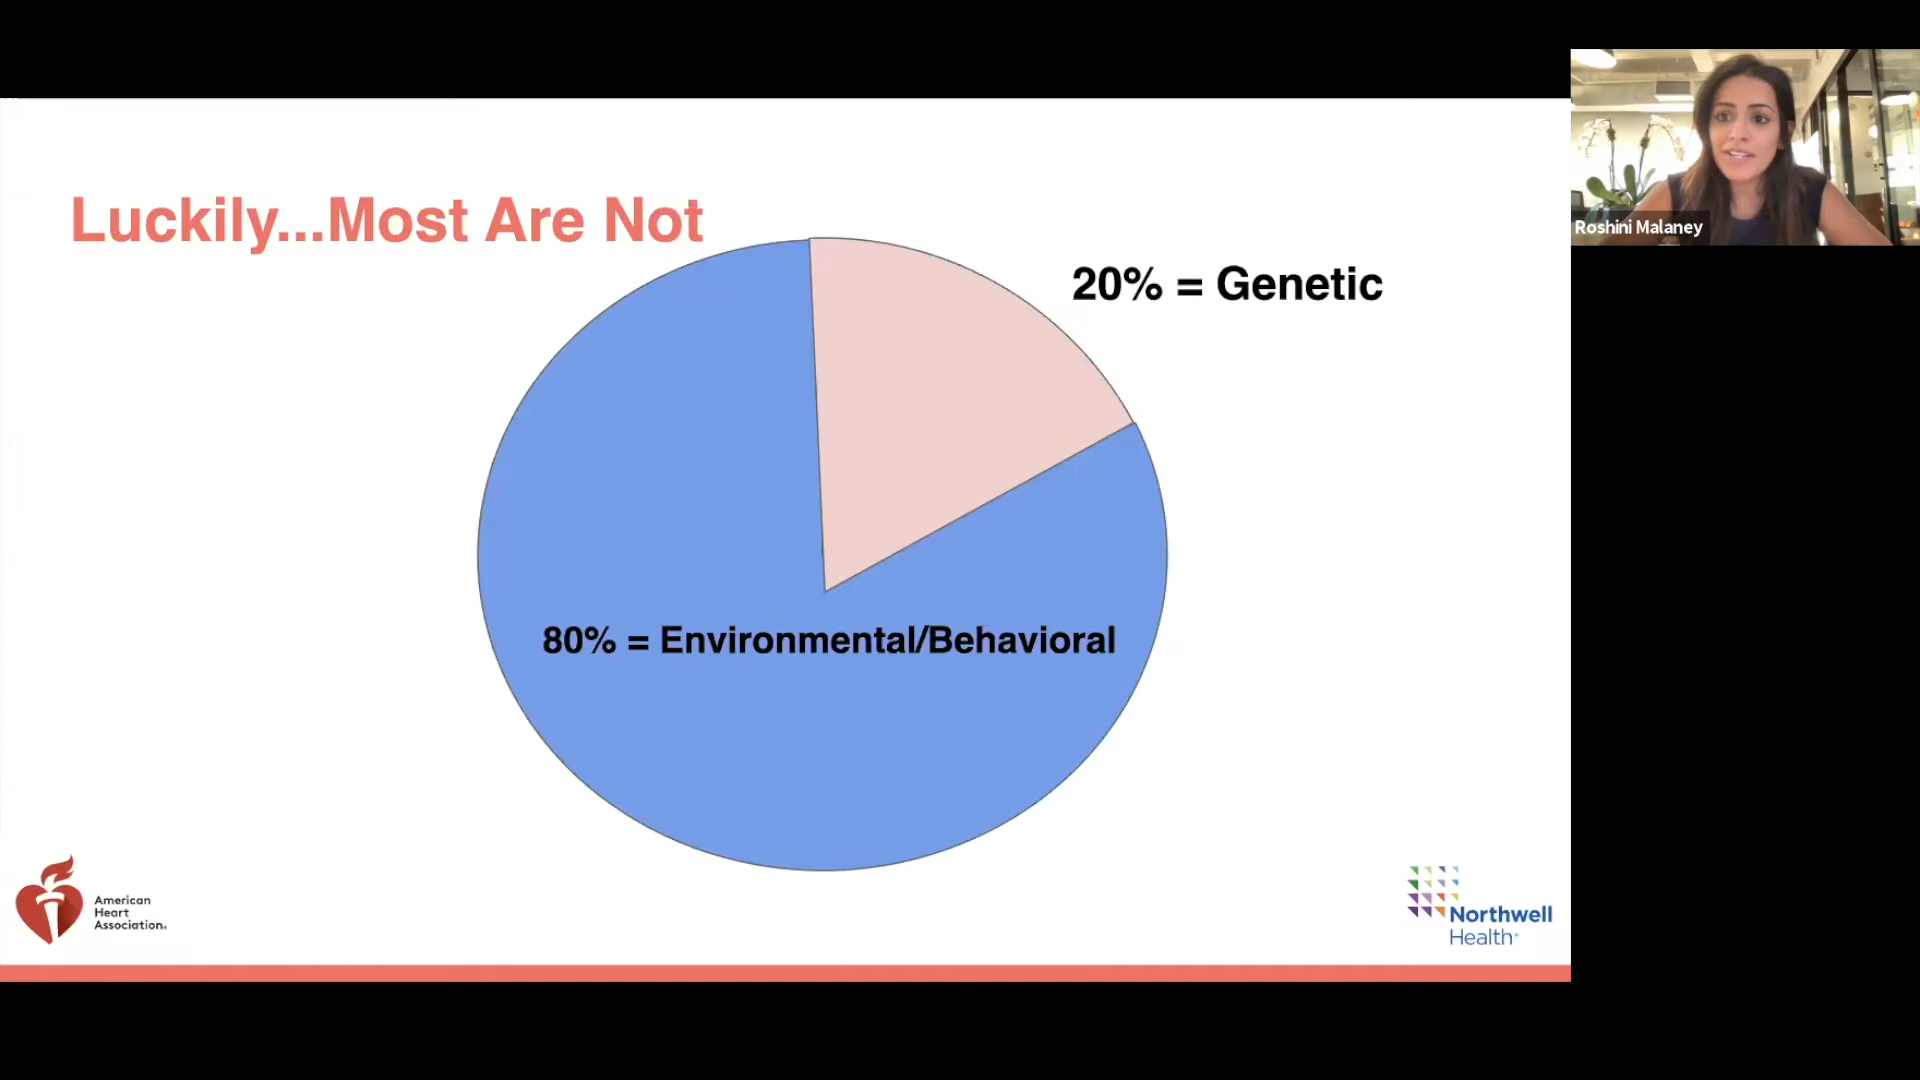 Luckily...Most Are Not
20% = Genetic
80% = Environmental/Behavioral
American
Heart
Association®
Northwell
Health®
Roshini Malaney